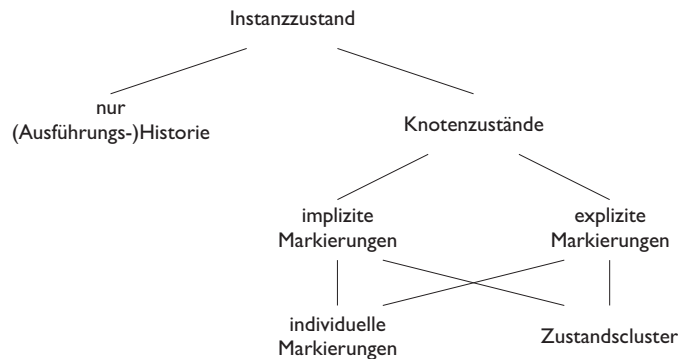 Instanzzustand
nur
(Ausführungs-)Historie
Knotenzustände
implizite
Markierungen
explizite
Markierungen
individuelle
Markierungen
Zustandscluster